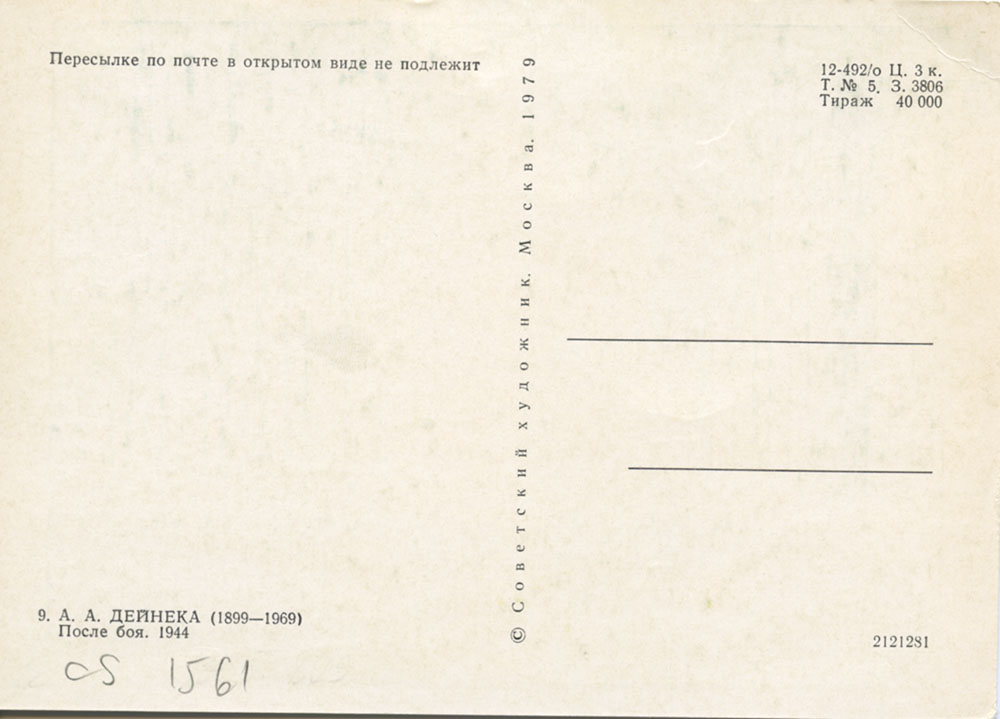 Пересылке по почте в открытом виде не подлежит
12-492/о Ц. 3 к.
Т. № 5. З. 3806
Тираж 40 000
© Советский художник. Москва. 1979
9. А. А. ДЕЙНЕКА (1899—1969)
После боя. 1944
2121281
cs 1561